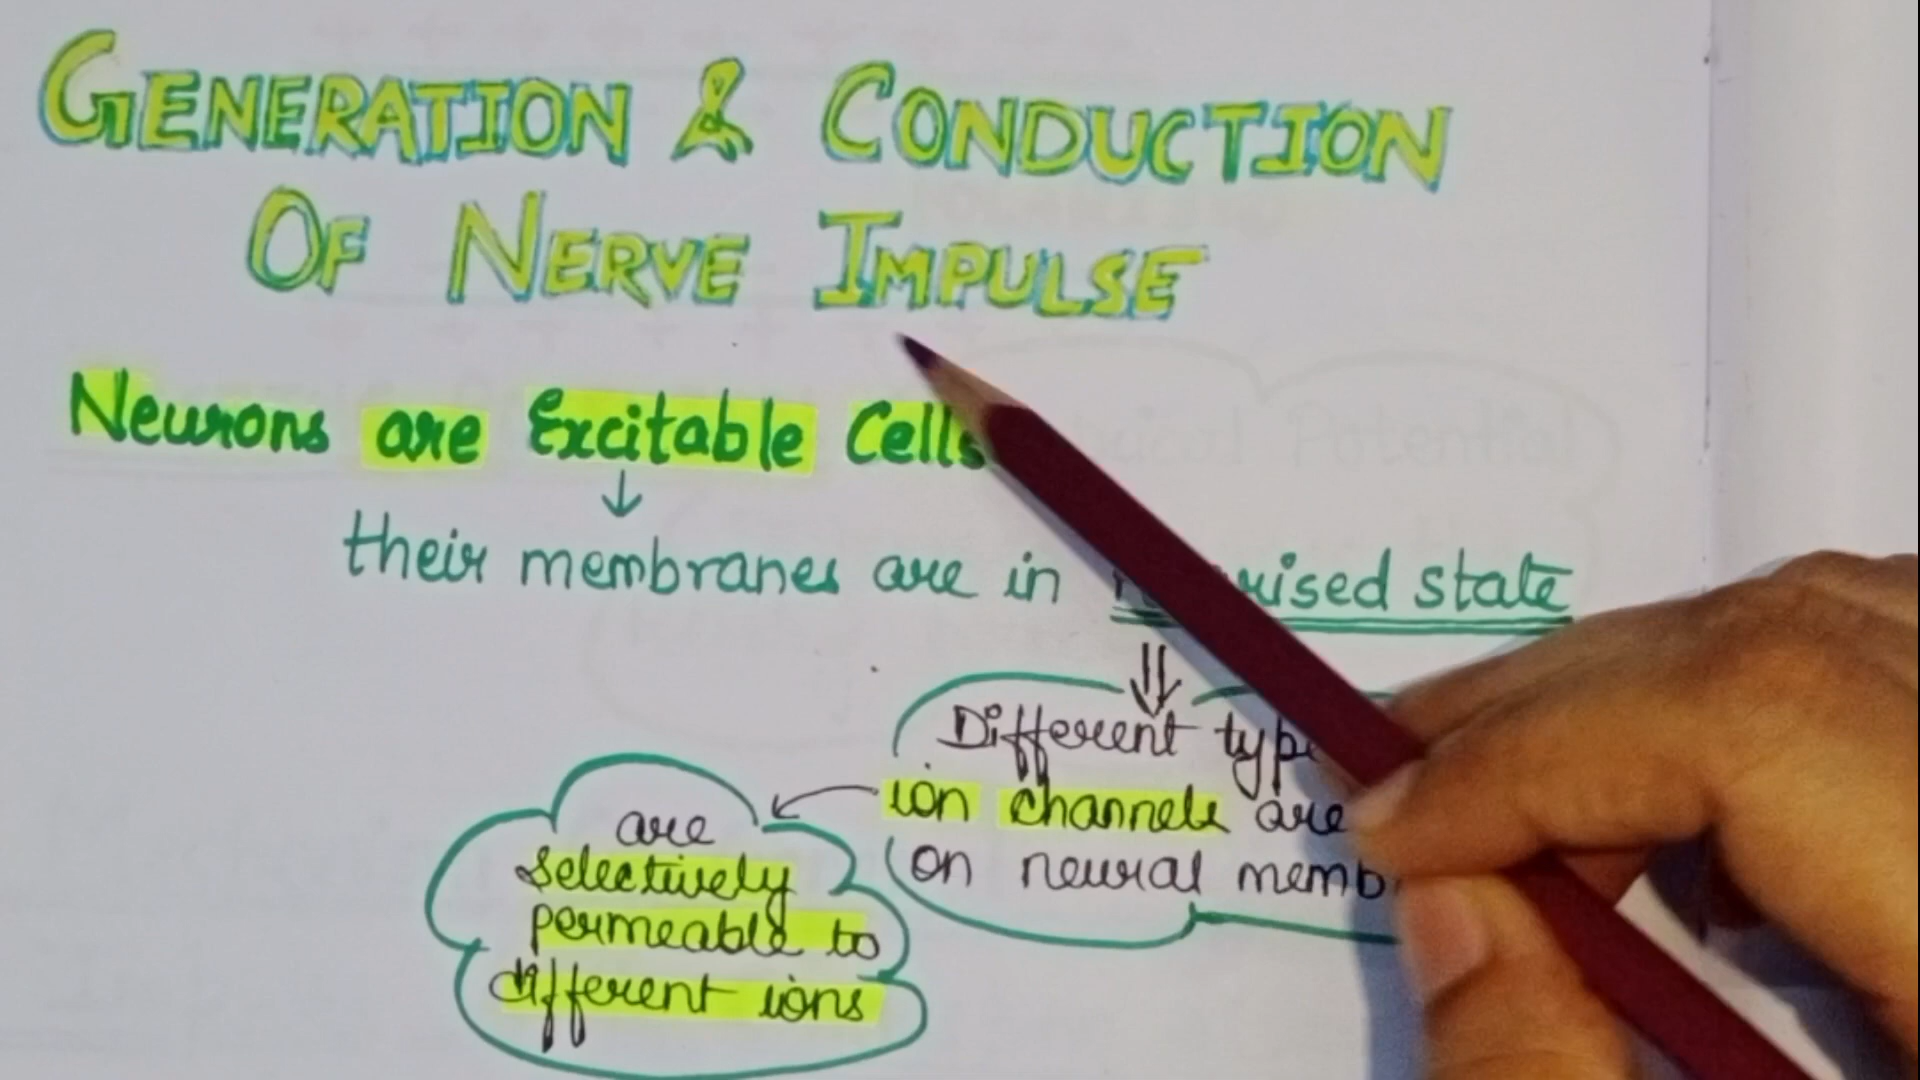 GENERATION & CONDUCTION
OF NERVE IMPULSE
Neurons are Excitable Cells
their membranes are in state
Different
ion channels are
on neural
are
selectively
permeable to
different ions